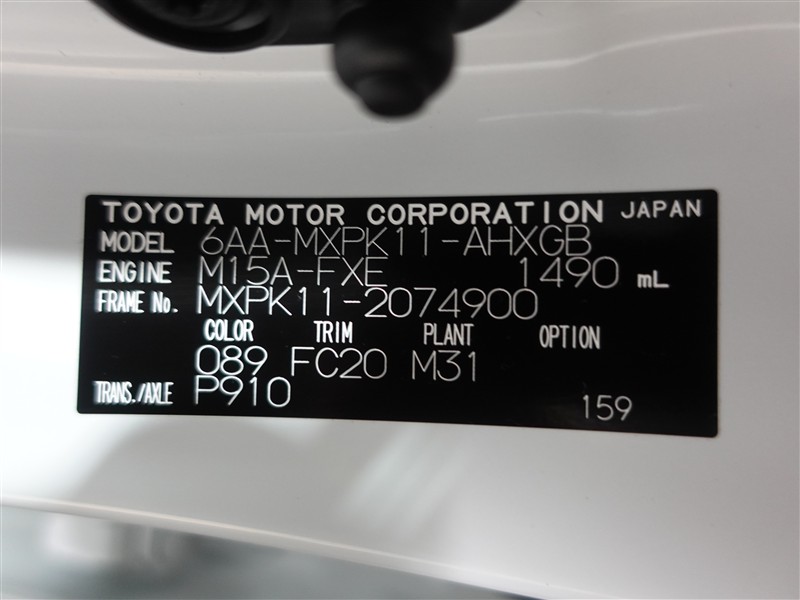 TOYOTA MOTOR CORPORATION JAPAN
MODEL 6AA-MXPK11-AHXGB
ENGINE M15A-FXE 1490 mL
FRAME No. MXPK11-2074900
COLOR TRIM PLANT OPTION
089 FC20 M31
TRANS./AXLE P910
159